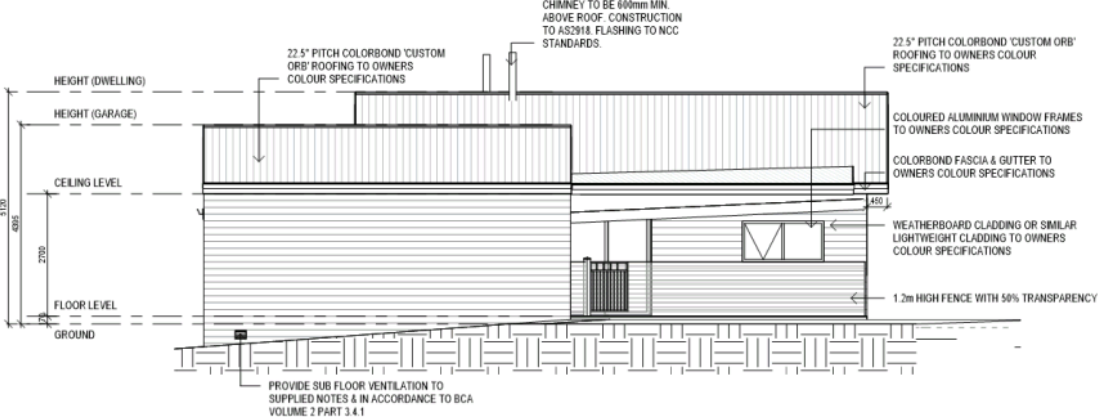 CHIMNEY TO BE 600mm MIN.
ABOVE ROOF. CONSTRUCTION
TO AS2918. FLASHING TO NCC
STANDARDS.
22.5° PITCH COLORBOND 'CUSTOM
ORB' ROOFING TO OWNERS
COLOUR SPECIFICATIONS
22.5° PITCH COLORBOND 'CUSTOM ORB'
ROOFING TO OWNERS COLOUR
SPECIFICATIONS
HEIGHT (DWELLING)
HEIGHT (GARAGE)
COLOURED ALUMINIUM WINDOW FRAMES
TO OWNERS COLOUR SPECIFICATIONS
COLORBOND FASCIA & GUTTER TO
OWNERS COLOUR SPECIFICATIONS
CEILING LEVEL
450
5120
4395
2700
WEATHERBOARD CLADDING OR SIMILAR
LIGHTWEIGHT CLADDING TO OWNERS
COLOUR SPECIFICATIONS
1.2m HIGH FENCE WITH 50% TRANSPARENCY
FLOOR LEVEL
GROUND
PROVIDE SUB FLOOR VENTILATION TO
SUPPLIED NOTES & IN ACCORDANCE TO BCA
VOLUME 2 PART 3.4.1